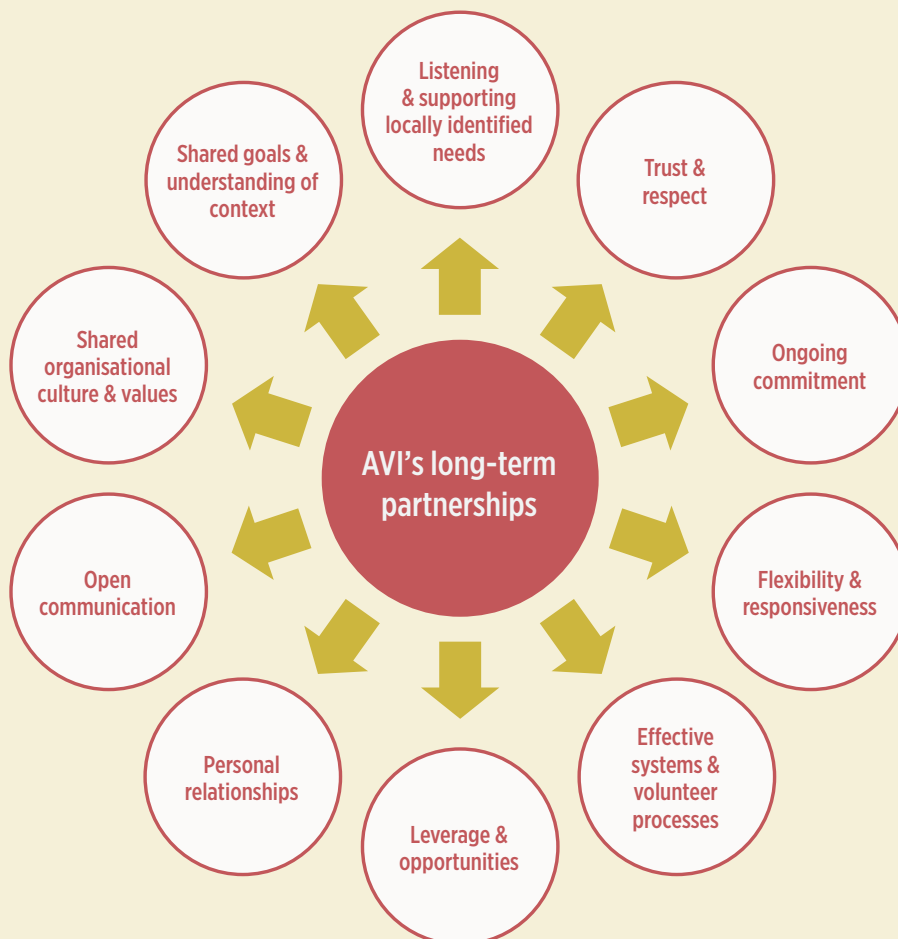 Listening
& supporting
locally identified
needs
Trust &
respect
Ongoing
commitment
Flexibility &
responsiveness
Effective
systems &
volunteer
processes
Leverage &
opportunities
Personal
relationships
Open
communication
Shared
organisational
culture & values
Shared goals &
understanding of
context
AVI’s long-term
partnerships